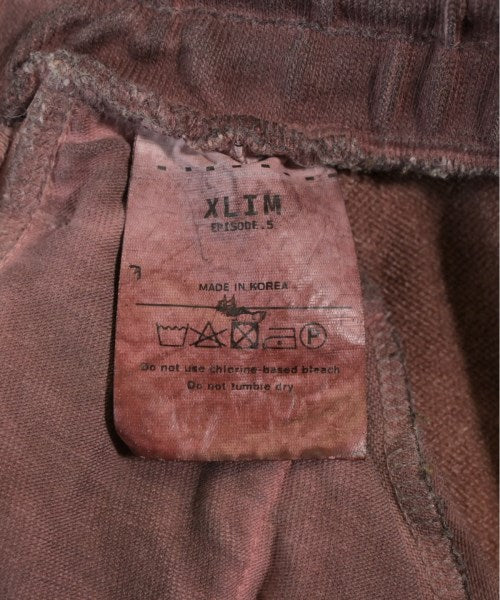 XLIM
EPISODE.5
MADE IN KOREA
P
Do not use chlorine-based bleach
Do not tumble dry